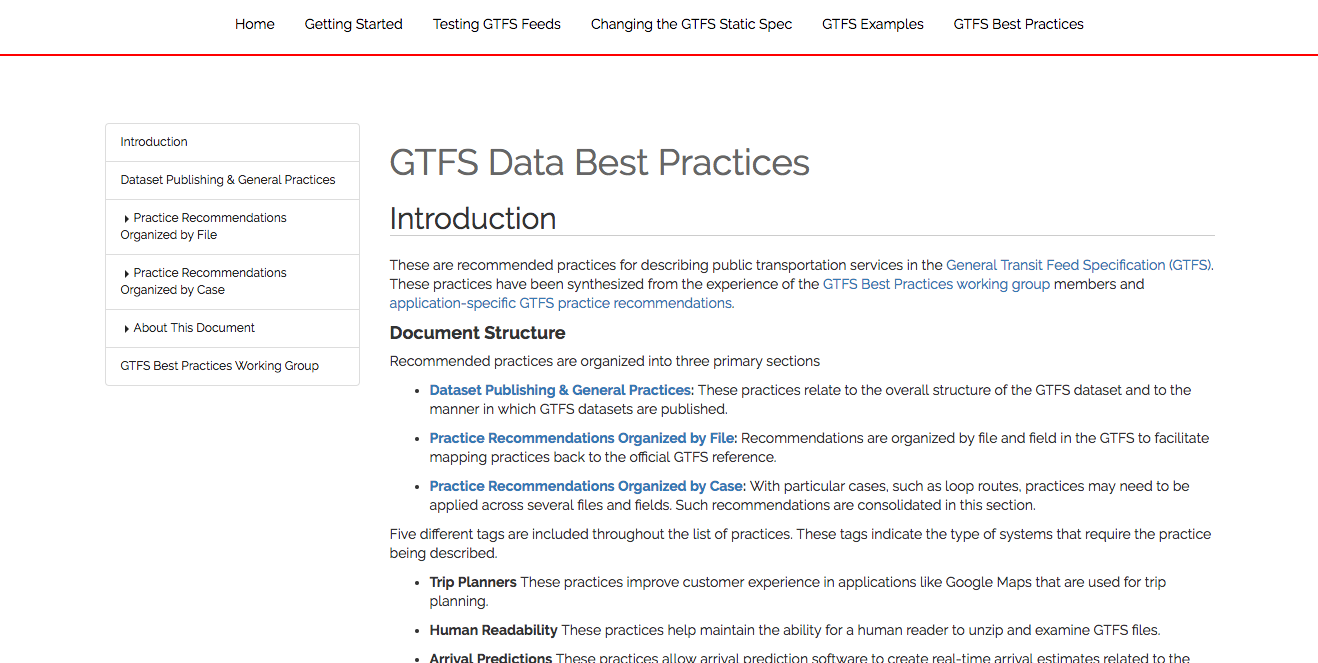 Home Getting Started Testing GTFS Feeds Changing the GTFS Static Spec GTFS Examples GTFS Best Practices
Introduction
Dataset Publishing & General Practices
Practice Recommendations
Organized by File
Practice Recommendations
Organized by Case
About This Document
GTFS Best Practices Working Group
GTFS Data Best Practices
Introduction
These are recommended practices for describing public transportation services in the General Transit Feed Specification (GTFS).
These practices have been synthesized from the experience of the GTFS Best Practices working group members and
application-specific GTFS practice recommendations.
Document Structure
Recommended practices are organized into three primary sections
• Dataset Publishing & General Practices: These practices relate to the overall structure of the GTFS dataset and to the
manner in which GTFS datasets are published.
• Practice Recommendations Organized by File: Recommendations are organized by file and field in the GTFS to facilitate
mapping practices back to the official GTFS reference.
• Practice Recommendations Organized by Case: With particular cases, such as loop routes, practices may need to be
applied across several files and fields. Such recommendations are consolidated in this section.
Five different tags are included throughout the list of practices. These tags indicate the type of systems that require the practice
being described.
• Trip Planners These practices improve customer experience in applications like Google Maps that are used for trip
planning.
• Human Readability These practices help maintain the ability for a human reader to unzip and examine GTFS files.
• Arrival Predictions These practices allow arrival prediction software to create real-time arrival estimates related to the